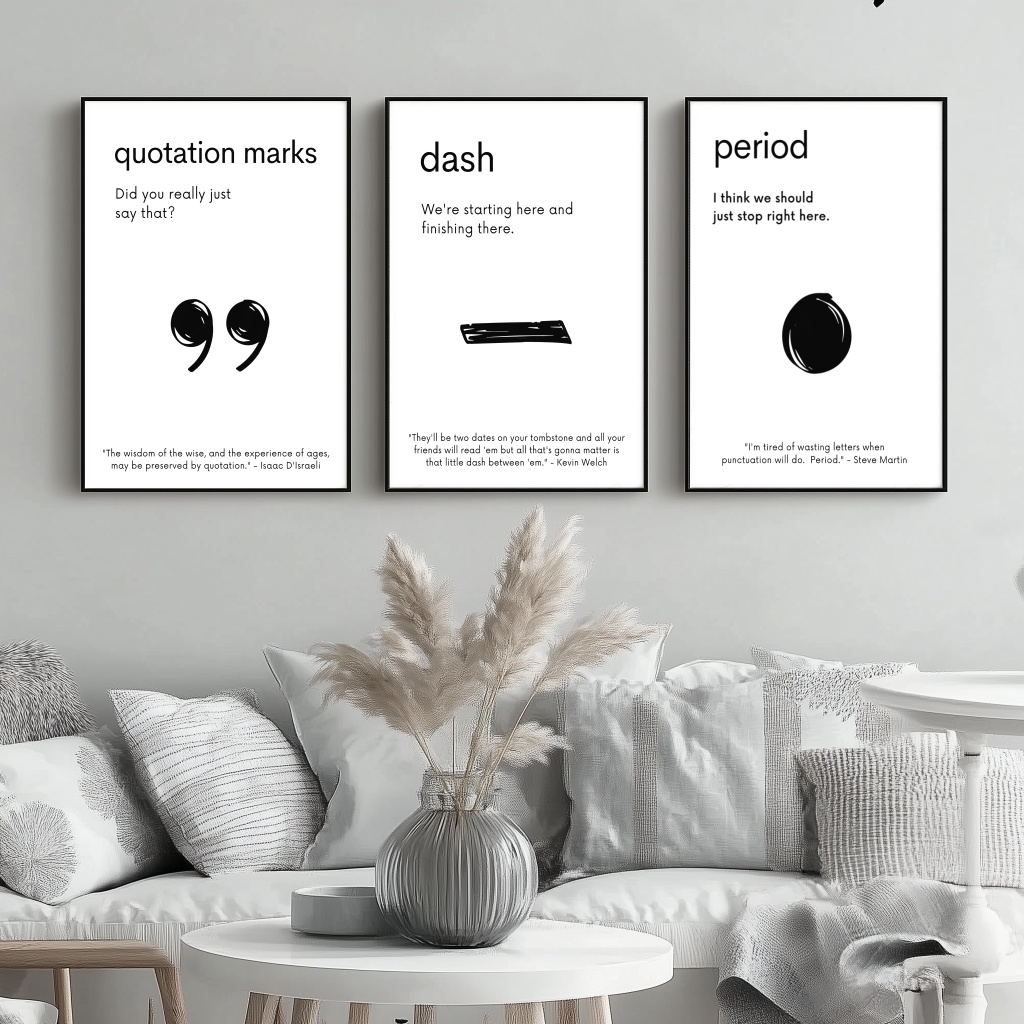 quotation marks
Did you really just
say that?
"The wisdom of the wise, and the experience of ages,
may be preserved by quotation." - Isaac D'Israeli
dash
We're starting here and
finishing there.
"They'll be two dates on your tombstone and all your
friends will read 'em but all that's gonna matter is
that little dash between 'em." - Kevin Welch
period
I think we should
just stop right here.
"I'm tired of wasting letters when
punctuation will do.  Period." - Steve Martin